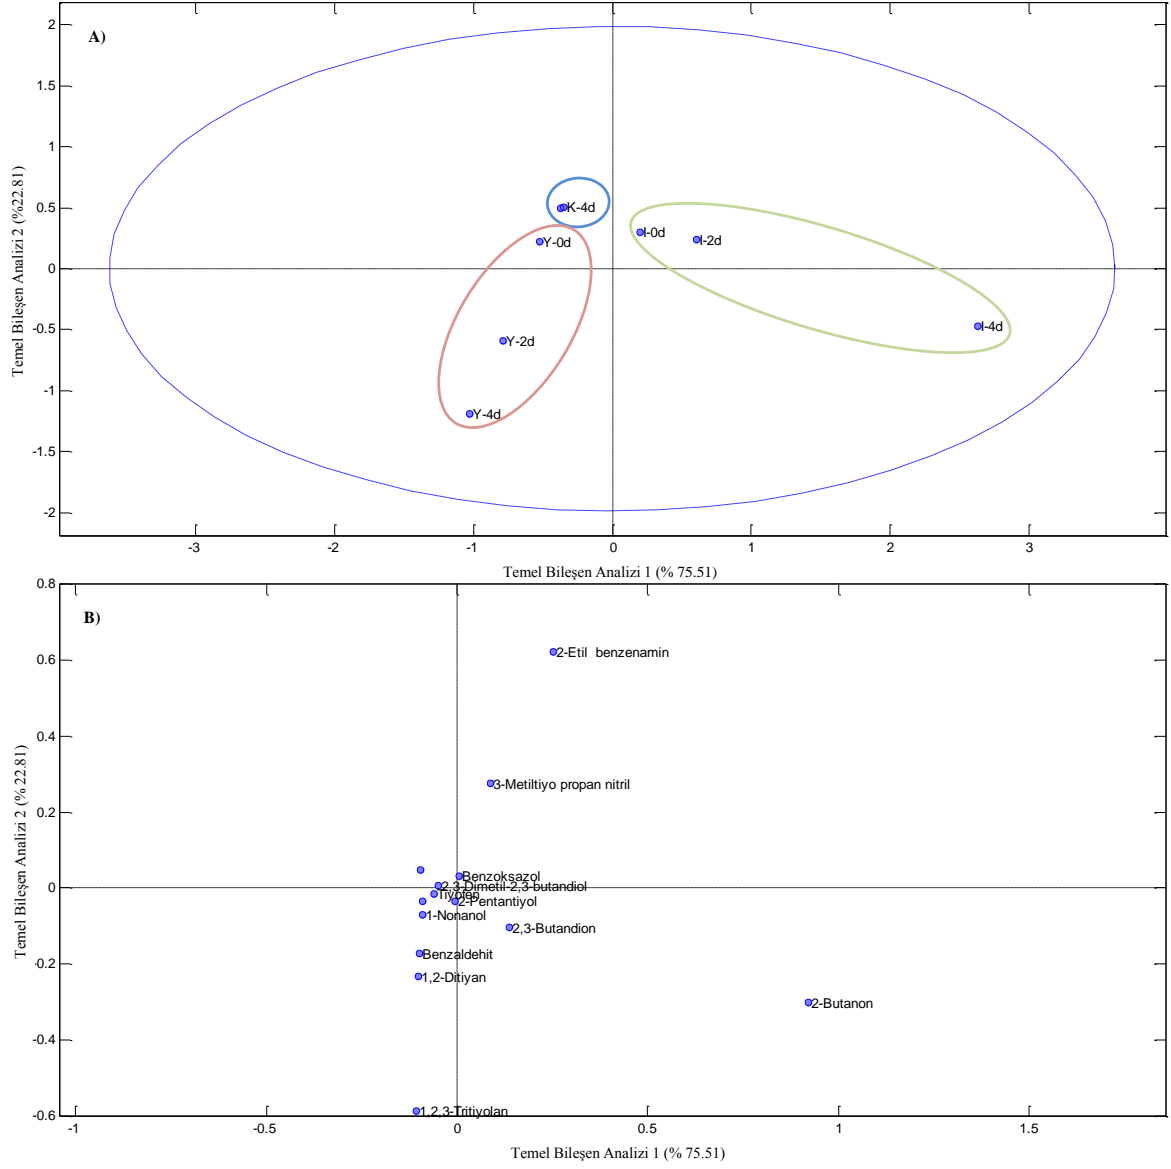 A)
2
1.5
1
0.5
0
-0.5
-1
-1.5
-2
Temel Bileşen Analizi 2 (%22.81)
K-4d
Y-0d
I-0d
I-2d
Y-2d
I-4d
Y-4d
-3
-2
-1
0
1
2
3
Temel Bileşen Analizi 1 (% 75.51)
B)
0.8
0.6
0.4
0.2
0
-0.2
-0.4
-0.6
Temel Bileşen Analizi 2 (% 22.81)
2-Etil benzenamin
3-Metiltiyo propan nitril
Benzoksazol
2,3-Dimetil-2,3-butandiol
Tiyofen
2-Pentantiyol
1-Nonanol
2,3-Butandion
Benzaldehit
1,2-Ditiyan
2-Butanon
1,2,3-Tritiyolan
-1
-0.5
0
0.5
1
1.5
Temel Bileşen Analizi 1 (% 75.51)